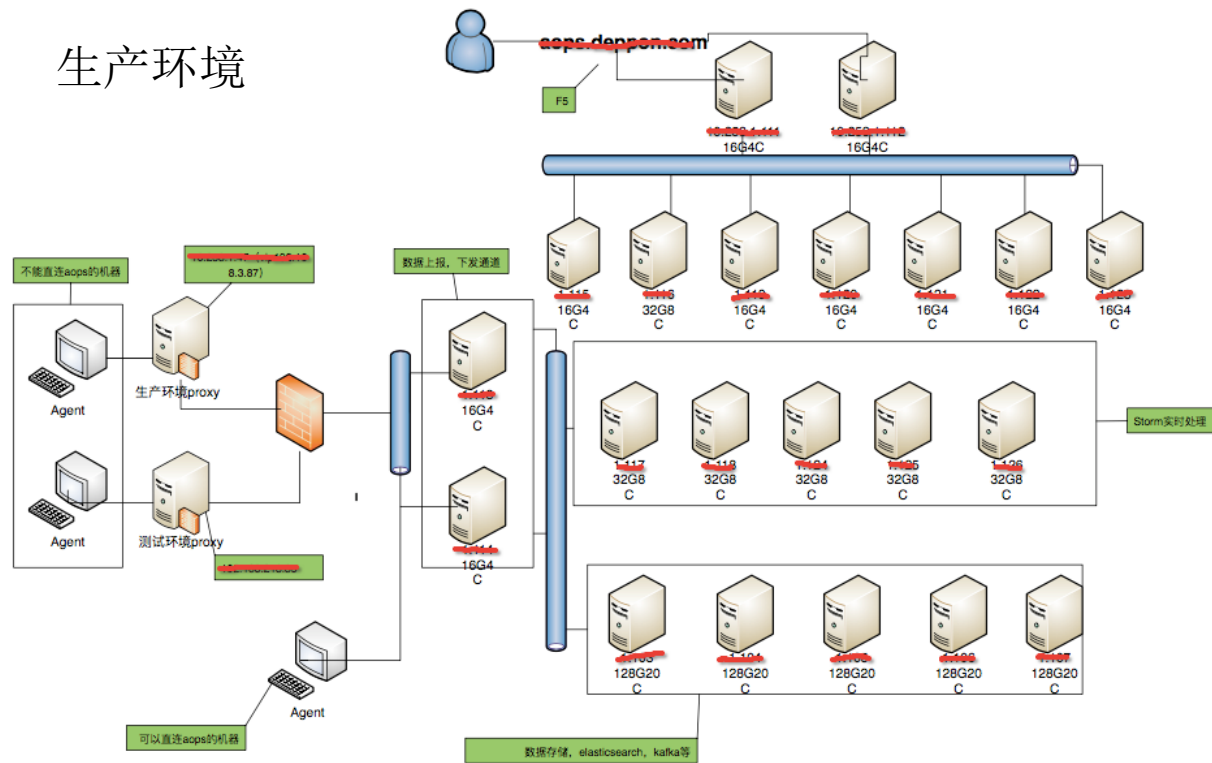 生产环境
F5
16G4C
16G4C
16G4
C
32G8
C
16G4
C
16G4
C
16G4
C
16G4
C
16G4
C
8.3.87）
不能直连aops的机器
数据上报，下发通道
Agent
生产环境proxy
16G4
C
Agent
测试环境proxy
16G4
C
32G8
C
32G8
C
32G8
C
32G8
C
32G8
C
Storm实时处理
128G20
C
128G20
C
128G20
C
128G20
C
128G20
C
Agent
可以直连aops的机器
数据存储，elasticsearch，kafka等